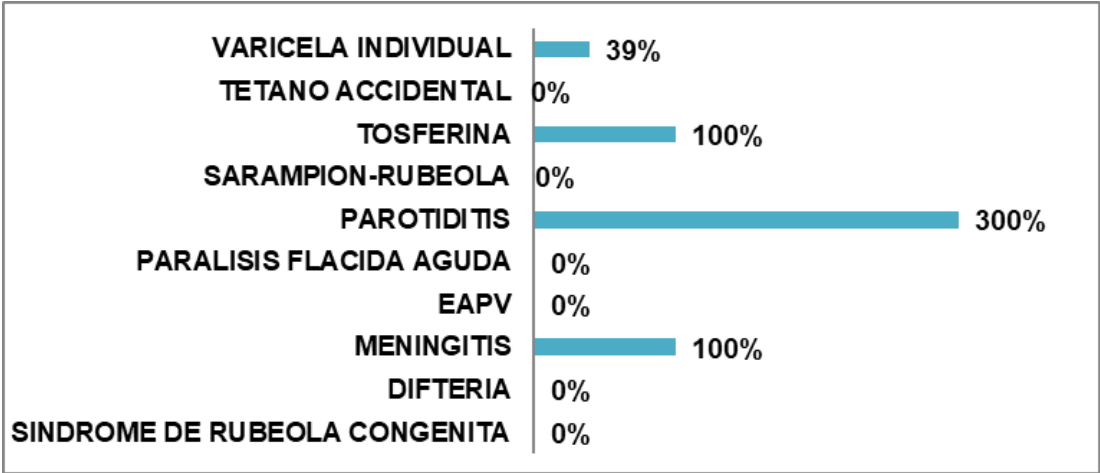 VARICELA INDIVIDUAL 39%
TETANO ACCIDENTAL 0%
TOSFERINA 100%
SARAMPION-RUBEOLA 0%
PAROTIDITIS 300%
PARALISIS FLACIDA AGUDA 0%
EAPV 0%
MENINGITIS 100%
DIFTERIA 0%
SINDROME DE RUBEOLA CONGENITA 0%